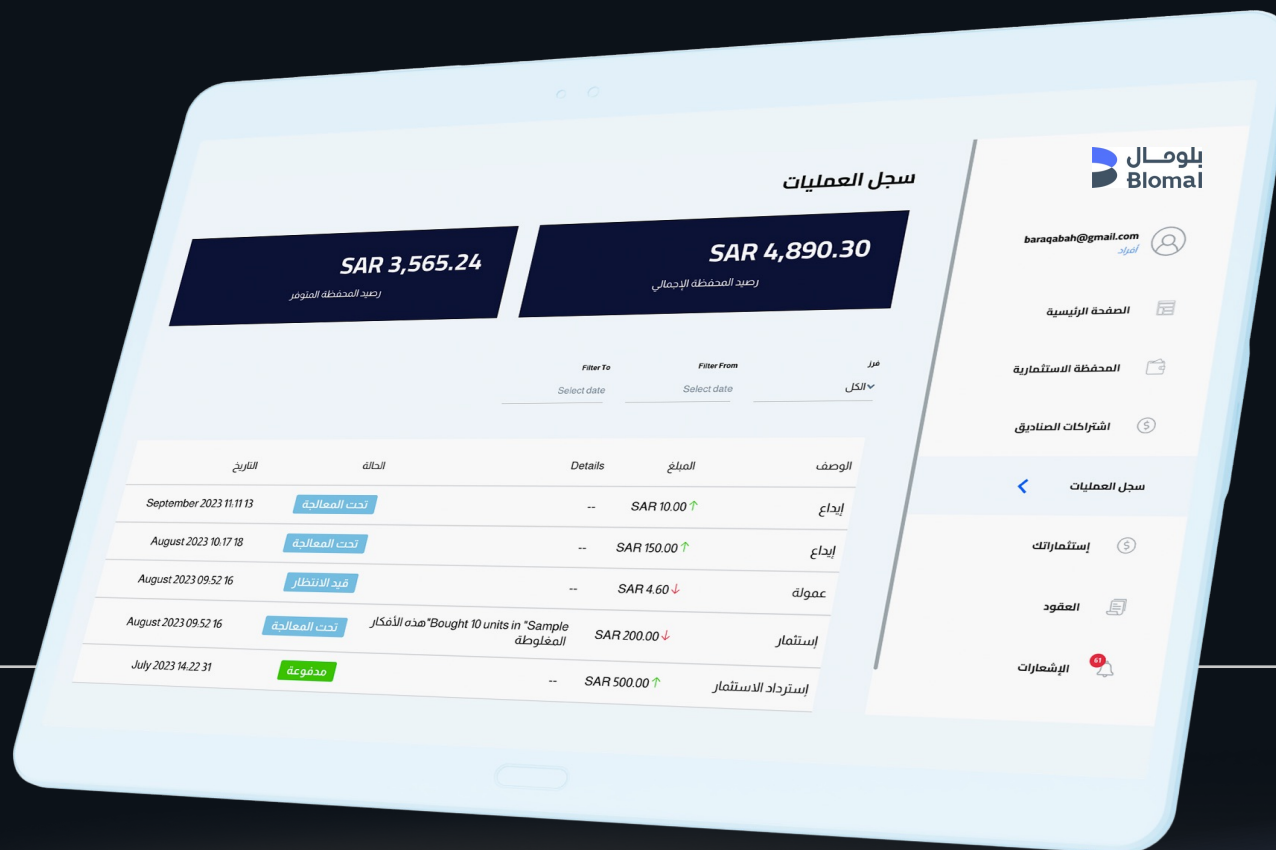 بلومال
Blomal
baraqabah@gmail.com
أفراد
الصفحة الرئيسية
المحفظة الاستثمارية
اشتراكات الصناديق
سجل العمليات
إستثماراتك
العقود
الإشعارات
61
سجل العمليات
SAR 4,890.30
رصيد المحفظة الإجمالي
SAR 3,565.24
رصيد المحفظة المتوفر
فرز
الكل
Filter From
Select date
Filter To
Select date
الوصف المبلغ Details الحالة التاريخ
إيداع SAR 10.00 -- تحت المعالجة September 2023 11:11 13
إيداع SAR 150.00 -- تحت المعالجة August 2023 10:17 18
عمولة SAR 4.60 -- قيد الانتظار August 2023 09:52 16
إستثمار SAR 200.00 Bought 10 units in "Sample"هذه الأفكار المغلوطة تحت المعالجة August 2023 09:52 16
إسترداد الاستثمار SAR 500.00 -- مدفوعة July 2023 14:22 31